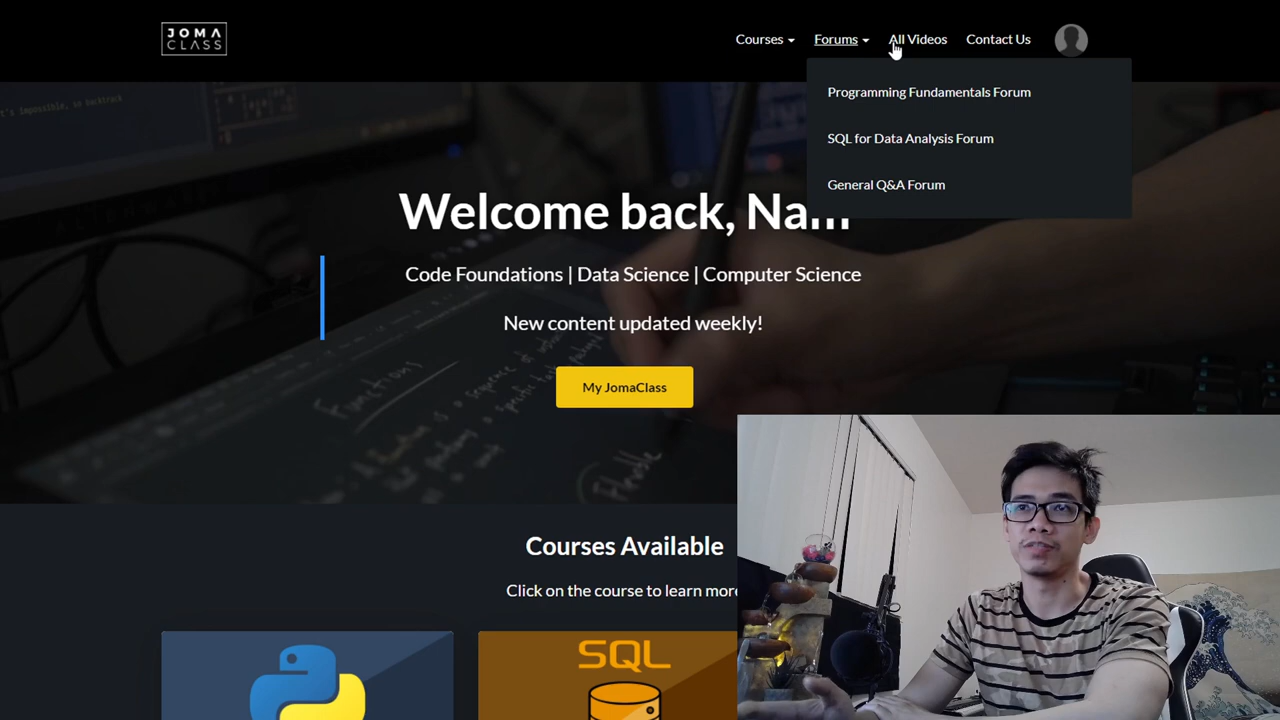 JOMA
CLASS
Courses
Forums
All Videos
Contact Us
Programming Fundamentals Forum
SQL for Data Analysis Forum
General Q&A Forum
Welcome back,
Code Foundations | Data Science | Computer Science
New content updated weekly!
My JomaClass
Functions
Courses Available
Click on the course to learn more
SQL